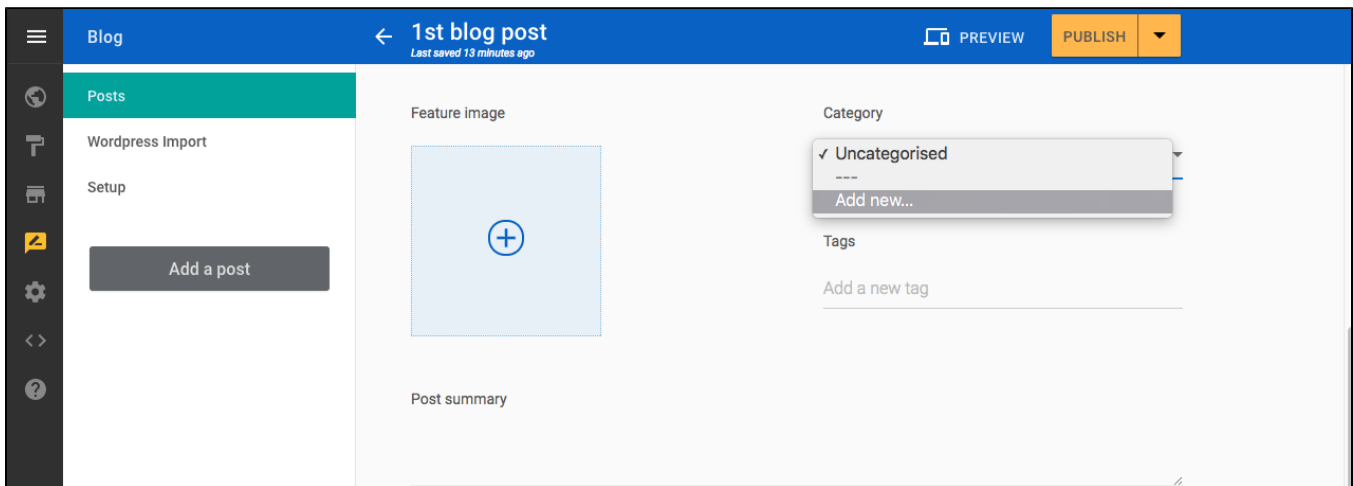 Blog
1st blog post
Last saved 13 minutes ago
PREVIEW
PUBLISH
Posts
Wordpress Import
Setup
Add a post
Feature image
Category
✓ Uncategorised
---
Add new...
Tags
Add a new tag
Post summary